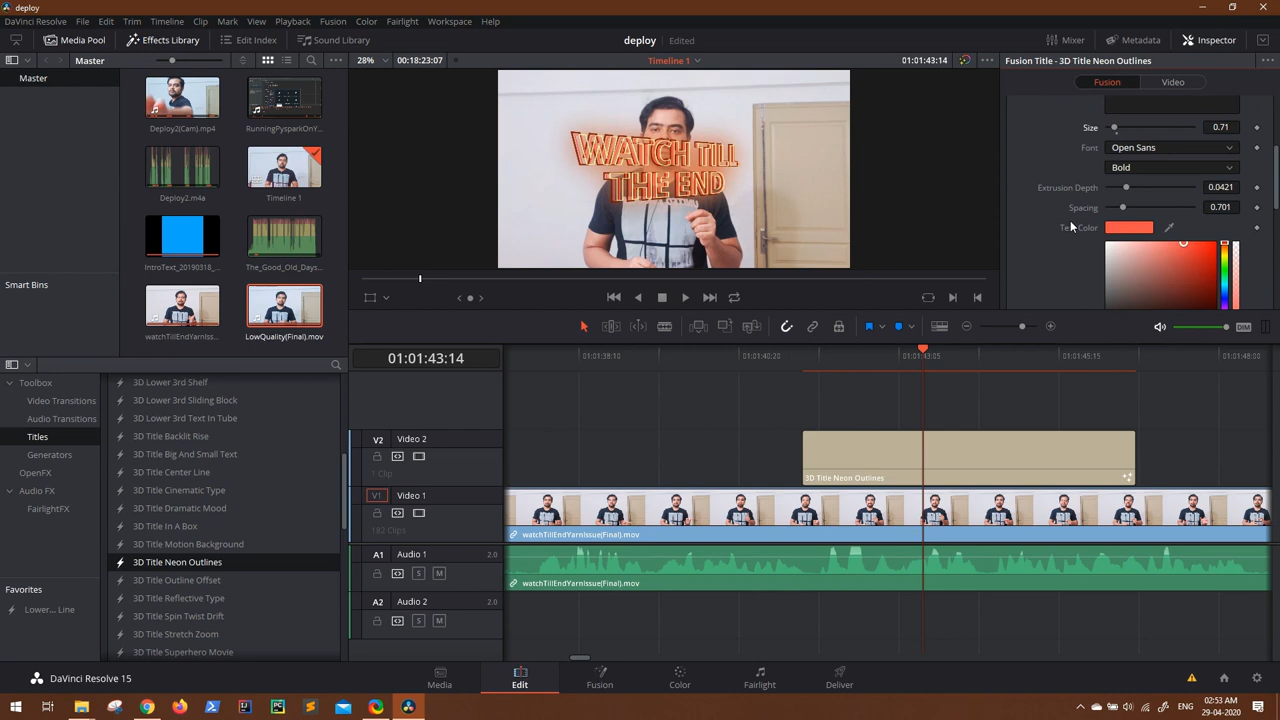 deploy
DaVinci Resolve File Edit Trim Timeline Clip Mark View Playback Fusion Color Fairlight Workspace Help
Media Pool Effects Library Edit Index Sound Library deploy Edited Mixer Metadata Inspector
Master 28% 00:18:23:07 Timeline 1 01:01:43:14 Fusion Title - 3D Title Neon Outlines
Master
Deploy2(Cam).mp4 RunningPysparkOnY...
Deploy2.m4a Timeline 1
IntroText_20190318_... The_Good_Old_Days...
watchTillEndYarnIss... LowQuality(Final).mov
Smart Bins
WATCH TILL
THE END
Fusion Video
Size 0.71
Font Open Sans
Bold
Extrusion Depth 0.0421
Spacing 0.701
Color
DIM
Toolbox
Video Transitions
Audio Transitions
Titles
Generators
OpenFX
Audio FX
FairlightFX
Favorites
Lower... Line
3D Lower 3rd Shelf
3D Lower 3rd Sliding Block
3D Lower 3rd Text In Tube
3D Title Backlit Rise
3D Title Big And Small Text
3D Title Center Line
3D Title Cinematic Type
3D Title Dramatic Mood
3D Title In A Box
3D Title Motion Background
3D Title Neon Outlines
3D Title Outline Offset
3D Title Reflective Type
3D Title Spin Twist Drift
3D Title Stretch Zoom
3D Title Superhero Movie
01:01:43:14
01:01:38:10 01:01:40:20 01:01:43:05 01:01:45:15 01:01:48:00
V2 Video 2
1 Clip
3D Title Neon Outlines
V1 Video 1
182 Clips
watchTillEndYarnIssue(Final).mov
A1 Audio 1 2.0
S M
watchTillEndYarnIssue(Final).mov
A2 Audio 2 2.0
S M
DaVinci Resolve 15
Media Edit Fusion Color Fairlight Deliver
ENG 02:53 AM
29-04-2020